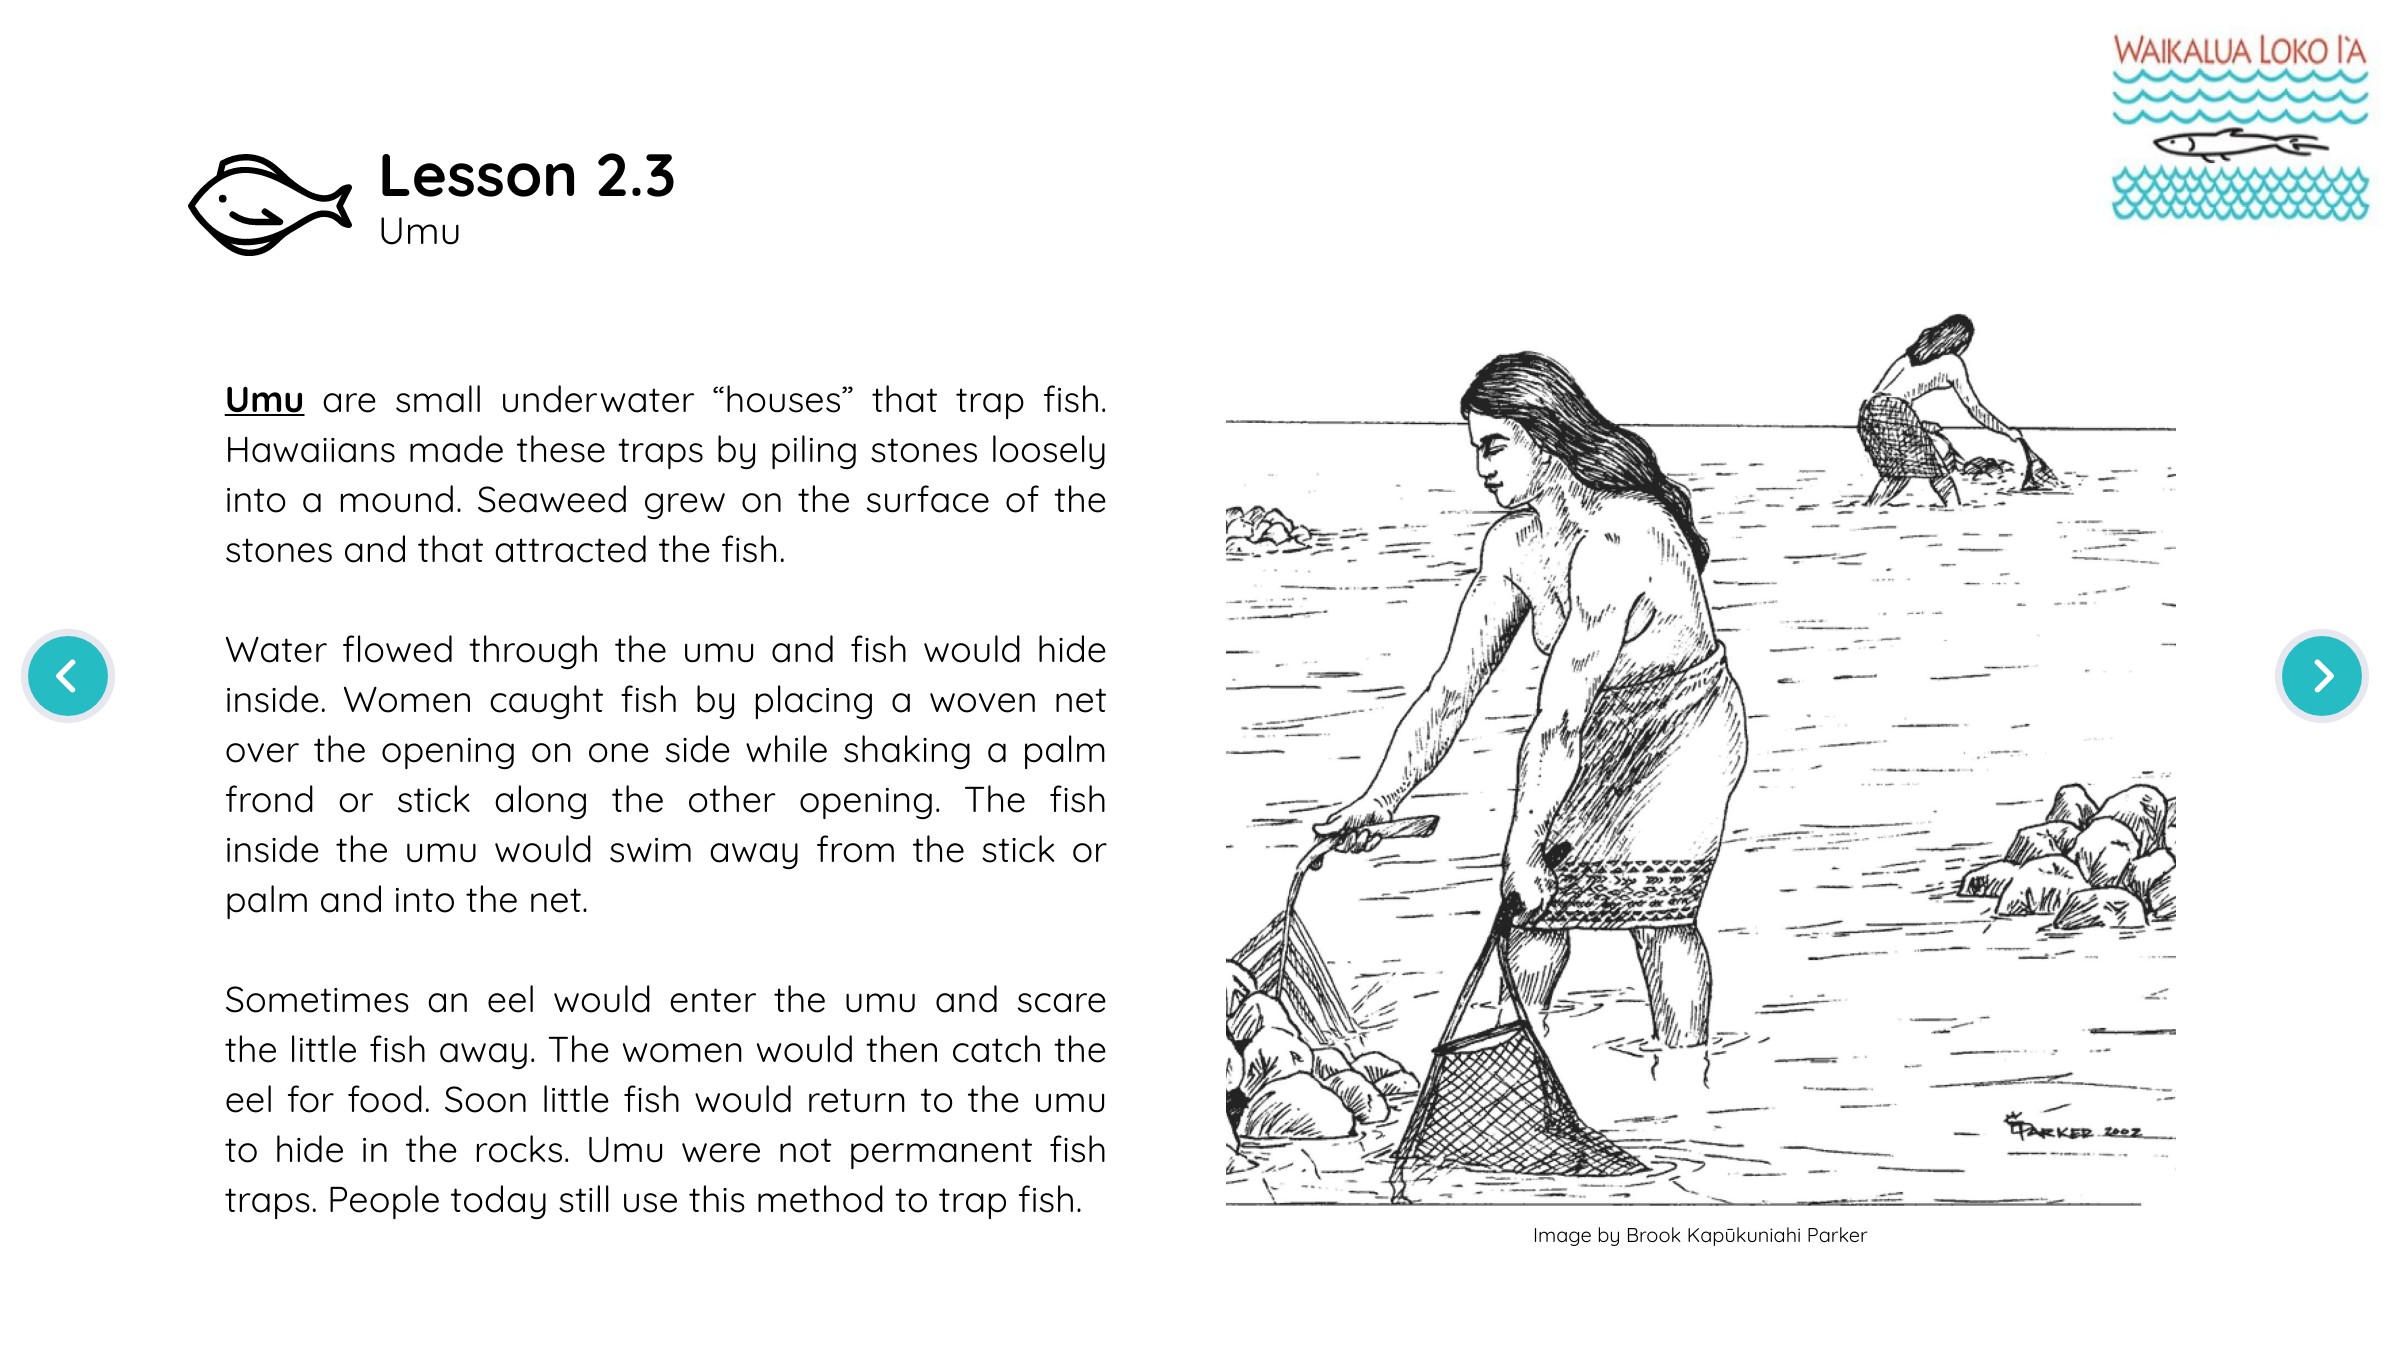 WAIKALUA LOKO I`A
Lesson 2.3
Umu
Umu are small underwater “houses” that trap fish.
Hawaiians made these traps by piling stones loosely
into a mound. Seaweed grew on the surface of the
stones and that attracted the fish.
Water flowed through the umu and fish would hide
inside. Women caught fish by placing a woven net
over the opening on one side while shaking a palm
frond or stick along the other opening. The fish
inside the umu would swim away from the stick or
palm and into the net.
Sometimes an eel would enter the umu and scare
the little fish away. The women would then catch the
eel for food. Soon little fish would return to the umu
to hide in the rocks. Umu were not permanent fish
traps. People today still use this method to trap fish.
PARKER 2002
Image by Brook Kapūkuniahi Parker